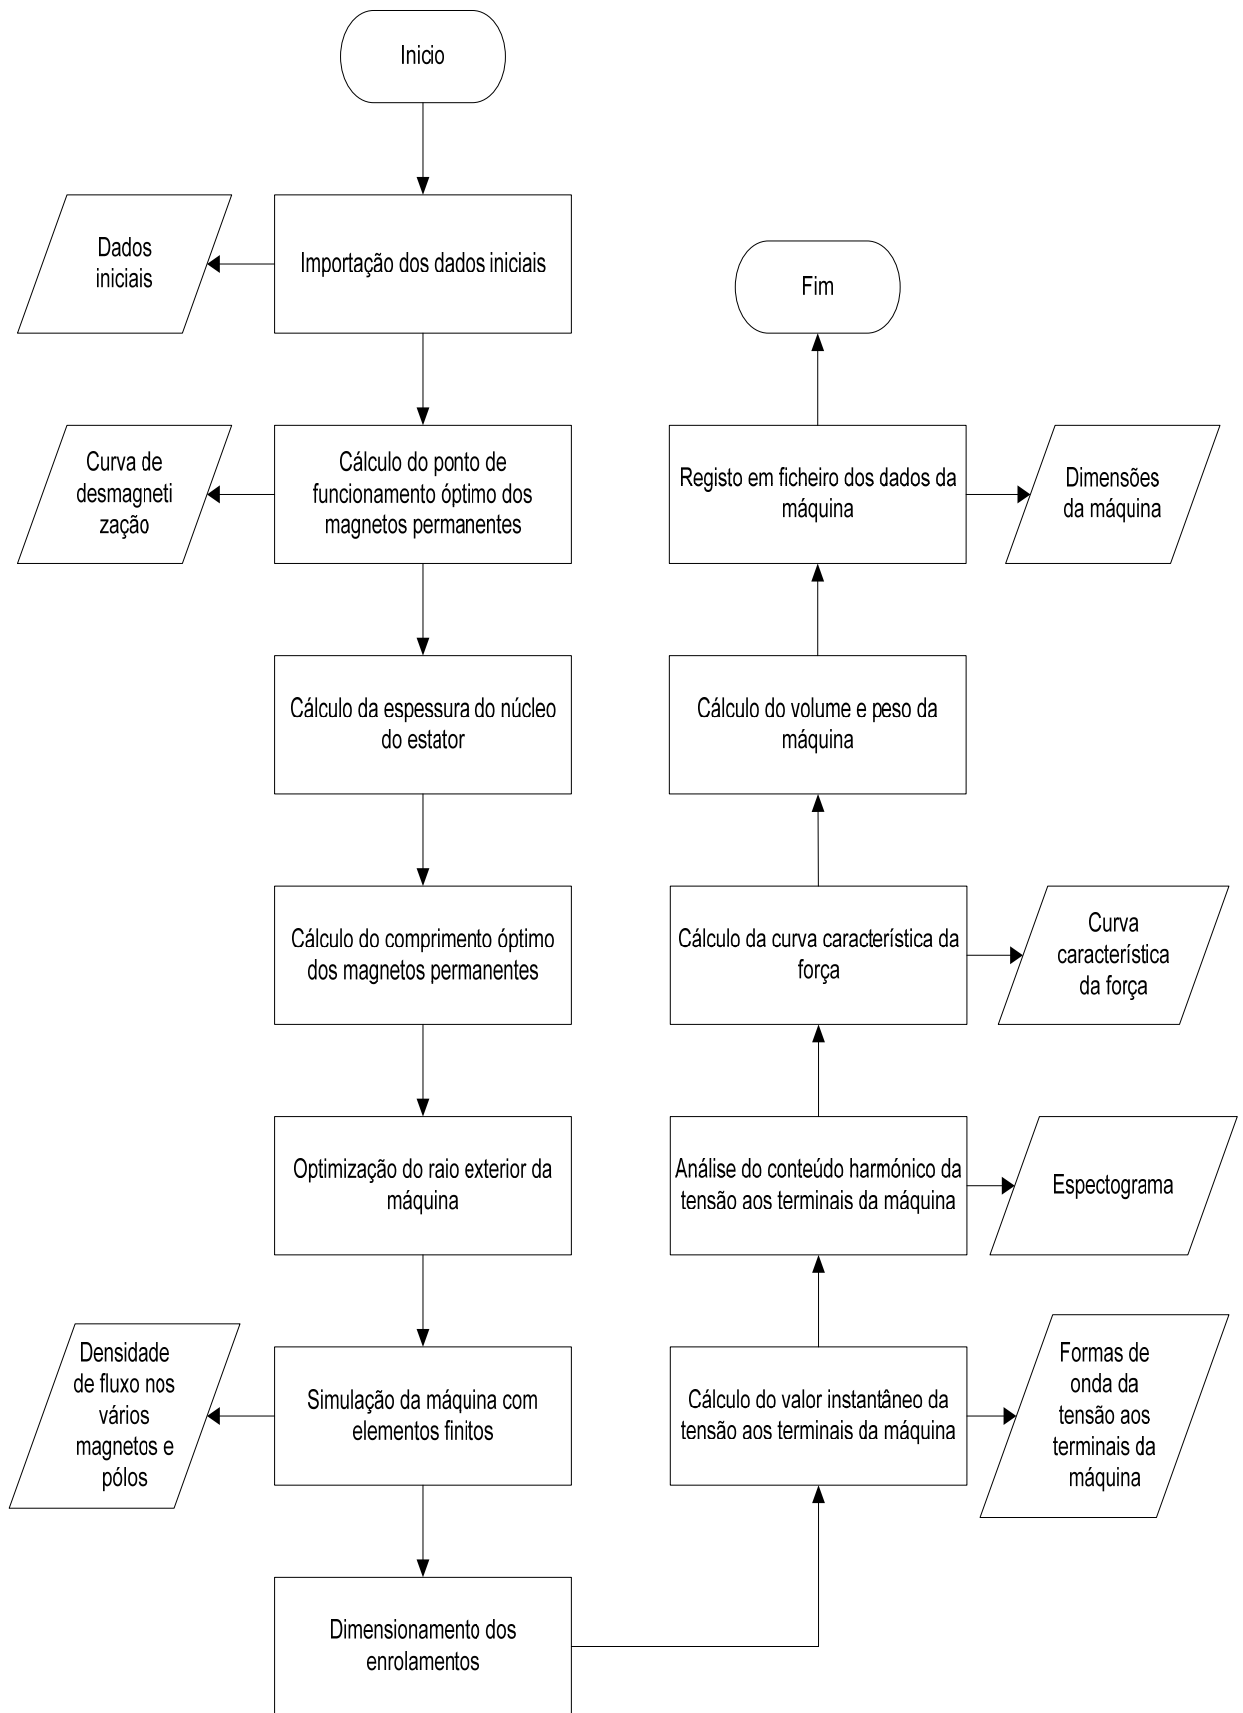 Inicio
Dados
iniciais
Importação dos dados iniciais
Curva de
desmagneti
zação
Cálculo do ponto de
funcionamento óptimo dos
magnetos permanentes
Cálculo da espessura do núcleo
do estator
Cálculo do comprimento óptimo
dos magnetos permanentes
Optimização do raio exterior da
máquina
Densidade
de fluxo nos
vários
magnetos e
pólos
Simulação da máquina com
elementos finitos
Dimensionamento dos
enrolamentos
Cálculo do valor instantâneo da
tensão aos terminais da máquina
Formas de
onda da
tensão aos
terminais da
máquina
Análise do conteúdo harmónico da
tensão aos terminais da máquina
Espectograma
Cálculo da curva característica da
força
Curva
característica
da força
Cálculo do volume e peso da
máquina
Registo em ficheiro dos dados da
máquina
Dimensões
da máquina
Fim